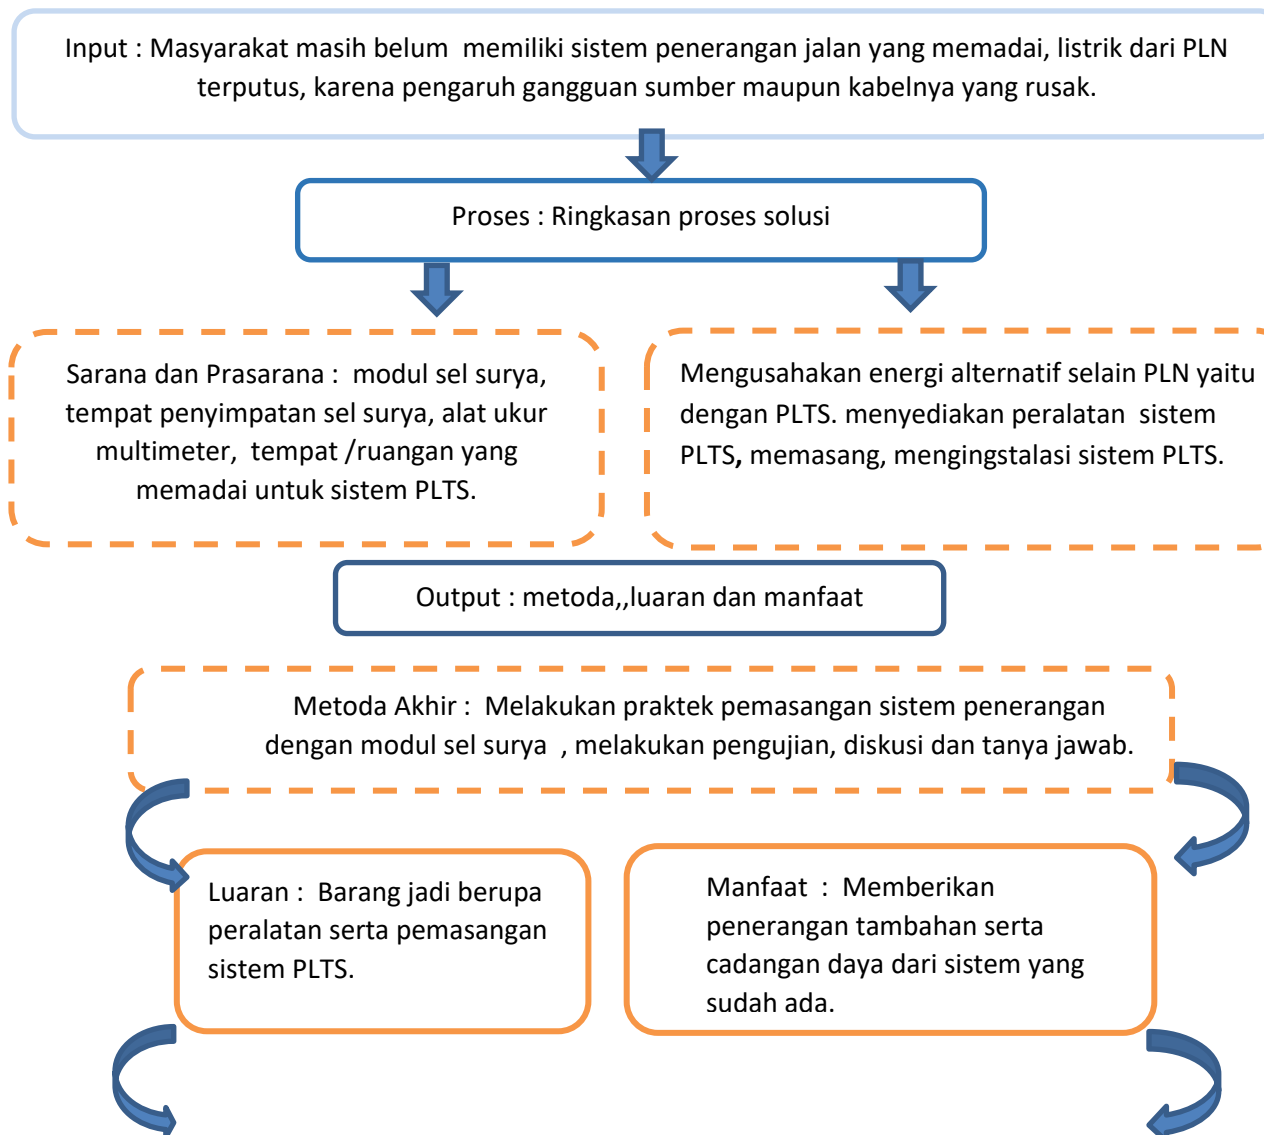 Input : Masyarakat masih belum  memiliki sistem penerangan jalan yang memadai, listrik dari PLN
terputus, karena pengaruh gangguan sumber maupun kabelnya yang rusak.
Proses : Ringkasan proses solusi
Sarana dan Prasarana :  modul sel surya,
tempat penyimpatan sel surya, alat ukur
multimeter,  tempat /ruangan yang
memadai untuk sistem PLTS.
Mengusahakan energi alternatif selain PLN yaitu
dengan PLTS. menyediakan peralatan  sistem
PLTS, memasang, mengingstalasi sistem PLTS.
Output : metoda,,luaran dan manfaat
Metoda Akhir :  Melakukan praktek pemasangan sistem penerangan
dengan modul sel surya  , melakukan pengujian, diskusi dan tanya jawab.
Luaran :  Barang jadi berupa
peralatan serta pemasangan
sistem PLTS.
Manfaat  :  Memberikan
penerangan tambahan serta
cadangan daya dari sistem yang
sudah ada.